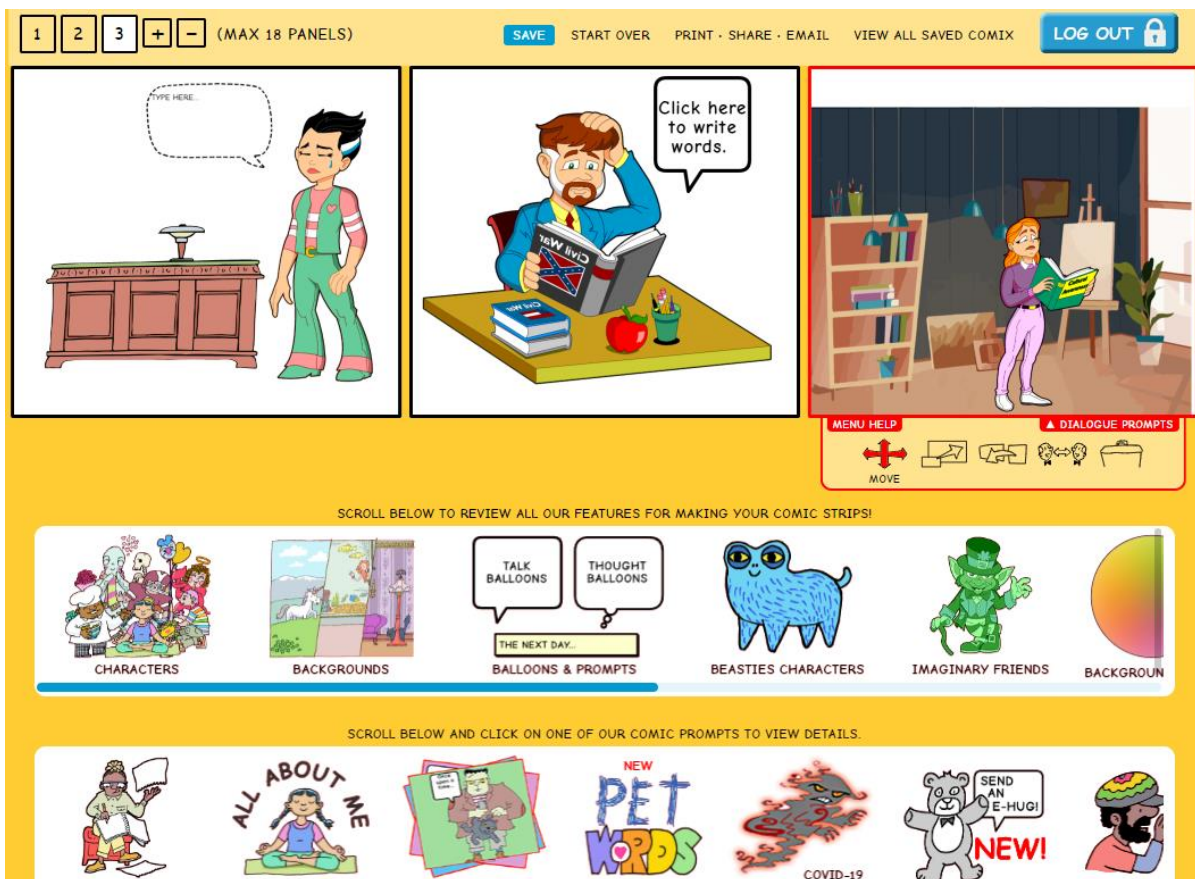 1 2 3 + − (MAX 18 PANELS)
SAVE START OVER PRINT · SHARE · EMAIL VIEW ALL SAVED COMIX LOG OUT
TYPE HERE...
Click here
to write
words.
Civil War
Civil War
Cultural
Awareness
MENU HELP
▲ DIALOGUE PROMPTS
MOVE
SCROLL BELOW TO REVIEW ALL OUR FEATURES FOR MAKING YOUR COMIC STRIPS!
TALK
BALLOONS
THOUGHT
BALLOONS
THE NEXT DAY...
CHARACTERS
BACKGROUNDS
BALLOONS & PROMPTS
BEASTIES CHARACTERS
IMAGINARY FRIENDS
BACKGROUN
SCROLL BELOW AND CLICK ON ONE OF OUR COMIC PROMPTS TO VIEW DETAILS.
ALL ABOUT ME
NEW
PET
WORDS
COVID-19
SEND
AN
E-HUG!
NEW!